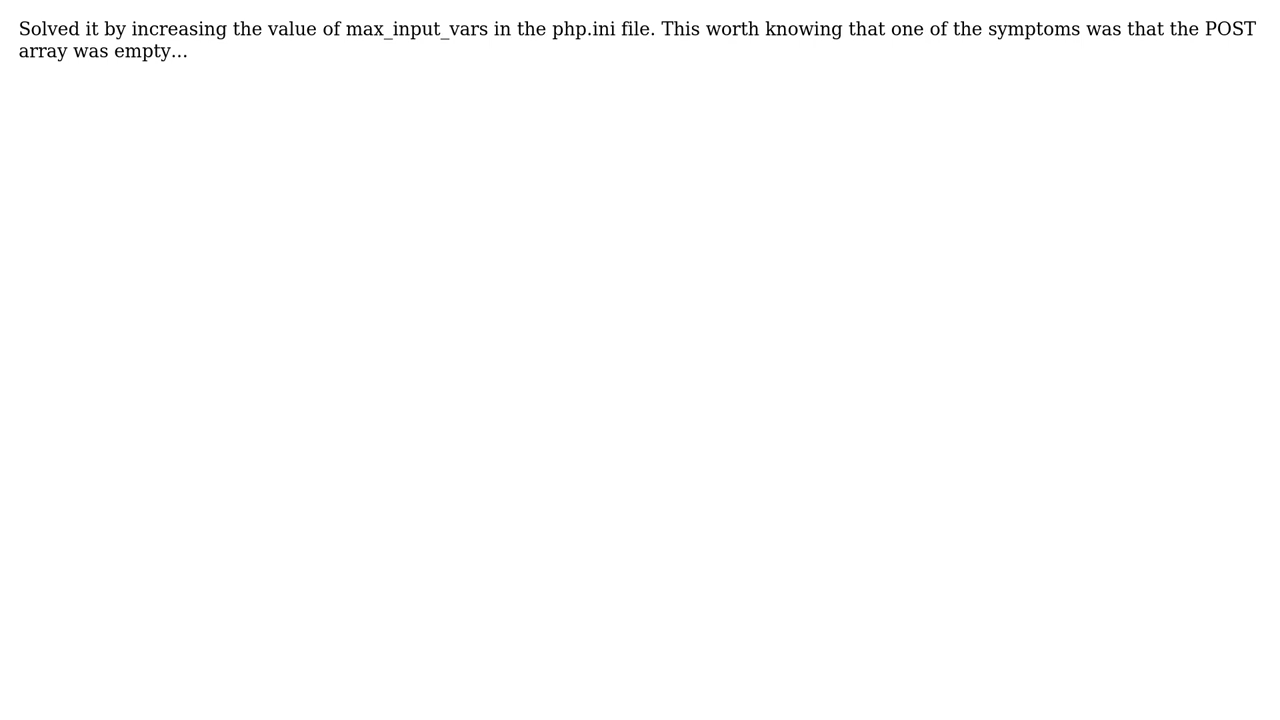 Solved it by increasing the value of max_input_vars in the php.ini file. This worth knowing that one of the symptoms was that the POST
array was empty...